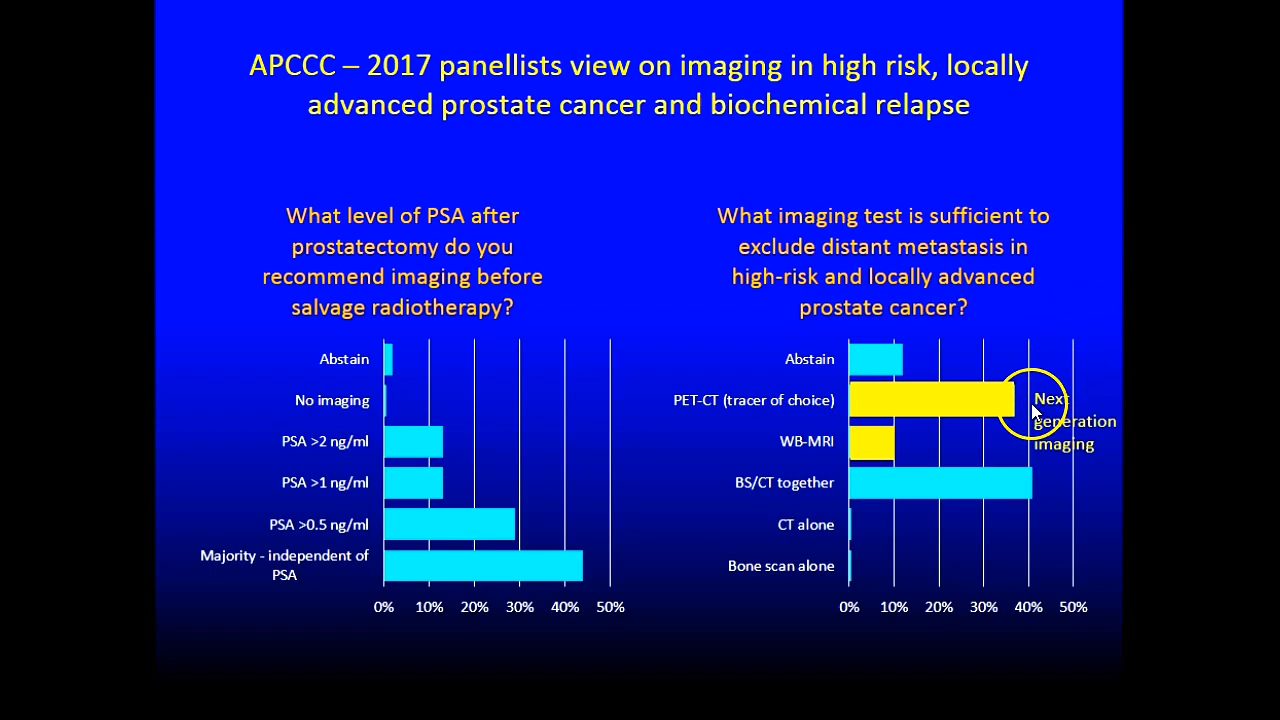 APCCC – 2017 panellists view on imaging in high risk, locally
advanced prostate cancer and biochemical relapse
What level of PSA after
prostatectomy do you
recommend imaging before
salvage radiotherapy?
Abstain
No imaging
PSA >2 ng/ml
PSA >1 ng/ml
PSA >0.5 ng/ml
Majority - independent of
PSA
0% 10% 20% 30% 40% 50%
What imaging test is sufficient to
exclude distant metastasis in
high-risk and locally advanced
prostate cancer?
Abstain
PET-CT (tracer of choice)
WB-MRI
BS/CT together
CT alone
Bone scan alone
0% 10% 20% 30% 40% 50%
Next
generation
imaging